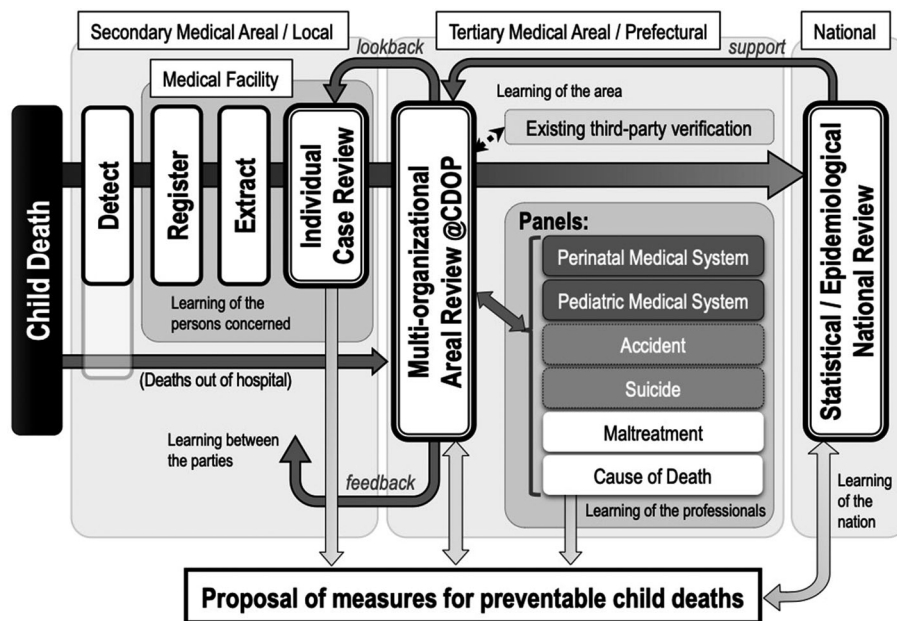 Secondary Medical Areal / Local
Tertiary Medical Areal / Prefectural
National
lookback
support
Medical Facility
Learning of the area
Existing third-party verification
Child Death
Detect
Register
Extract
Individual
Case Review
Multi-organizational
Areal Review @CDOP
Statistical / Epidemiological
National Review
Panels:
Perinatal Medical System
Pediatric Medical System
Accident
Suicide
Maltreatment
Cause of Death
Learning of the
persons concerned
(Deaths out of hospital)
Learning between
the parties
feedback
Learning of the professionals
Learning
of the
nation
Proposal of measures for preventable child deaths